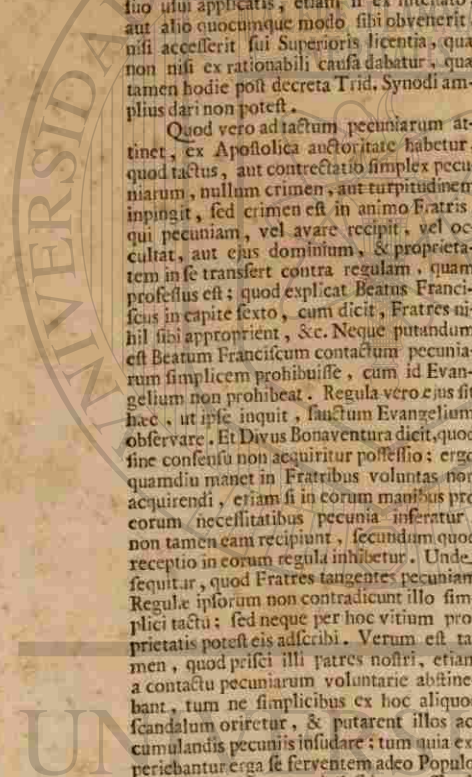 suo usui applicatis, etiam si ex intestato
aut alio quocumque modo sibi obvenerit
nisi accesserit sui Superioris licentia, qua
non nisi ex rationabili causa dabatur, qua
tamen hodie post decreta Trid. Synodi am-
plius dari non potest.
Quod vero ad tactum pecuniarum at-
tinet, ex Apostolica auctoritate habetur
quod tactus, aut contrectatio simplex pecu
niarum, nullum crimen, aut turpitudinem
inpingit, sed crimen est in animo Fratris
qui pecuniam, vel avare recipit, vel oc-
cultat, aut ejus dominium, & proprieta-
tem in se transfert contra regulam, quam
professus est; quod explicat Beatus Franci-
scus in capite sexto, cum dicit, Fratres ni-
hil sibi approprient, &c. Neque putandum
est Beatum Franciscum contactum pecunia-
rum simplicem prohibuisse, cum id Evan-
gelium non prohibeat. Regula vero ejus sit
hæc, ut ipse inquit, sanctum Evangelium
observare. Et Divus Bonaventura dicit, quod
sine consensu non acquiritur possessio; ergo
quamdiu manet in Fratribus voluntas non
acquirendi, etiam si in eorum manibus pro
eorum necessitatibus pecunia inferatur
non tamen eam recipiunt, secundum quod
receptio in eorum regula inhibetur. Unde
sequitur, quod Fratres tangentes pecuniam
Regulæ ipsorum non contradicunt illo sim
plici tactu; sed neque per hoc vitium pro
prietatis potest eis adscribi. Verum est ta
men, quod prisci illi patres nostri, etiam
a contactu pecuniarum voluntarie abstine
bant, tum ne simplicibus ex hoc aliquo
scandalum oriretur, & putarent illos ac
cumulandis pecuniis insudare; tum quia ex
periebantur erga se ferventem adeo Populo
UNIVERSIDA
UN